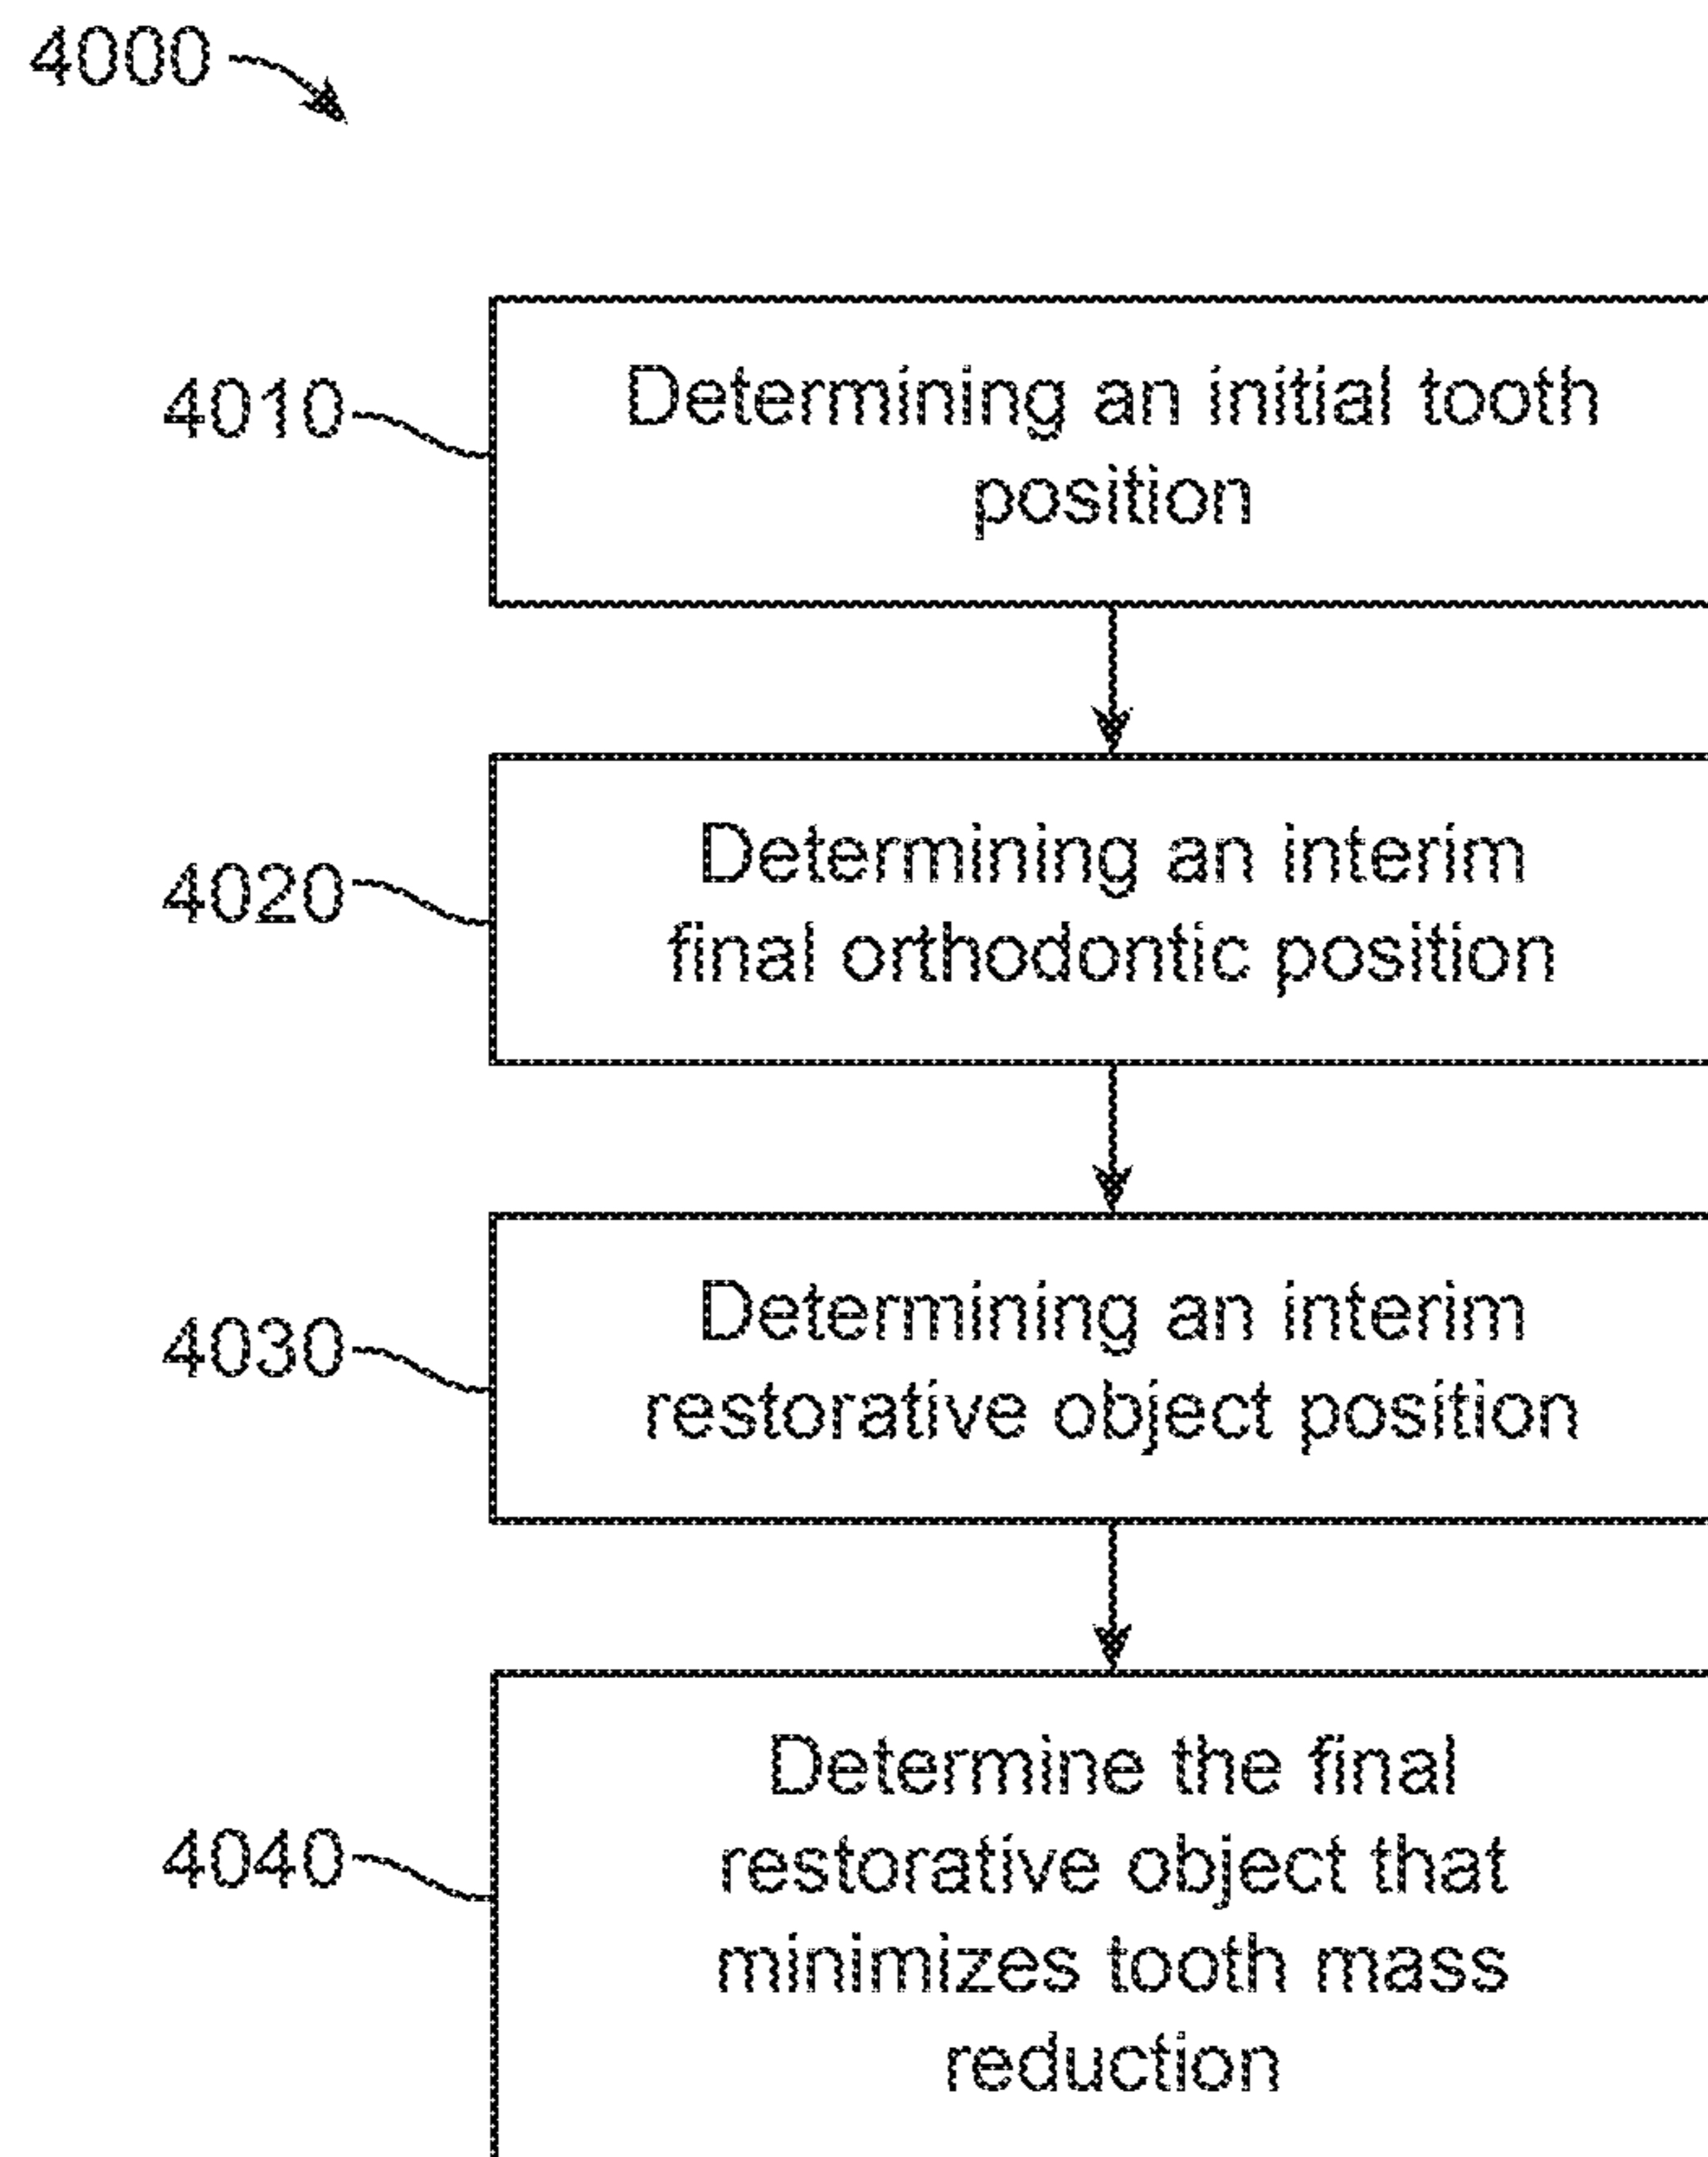 4000
4010
Determining an initial tooth
position
4020
Determining an interim
final orthodontic position
4030
Determining an interim
restorative object position
4040
Determine the final
restorative object that
minimizes tooth mass
reduction